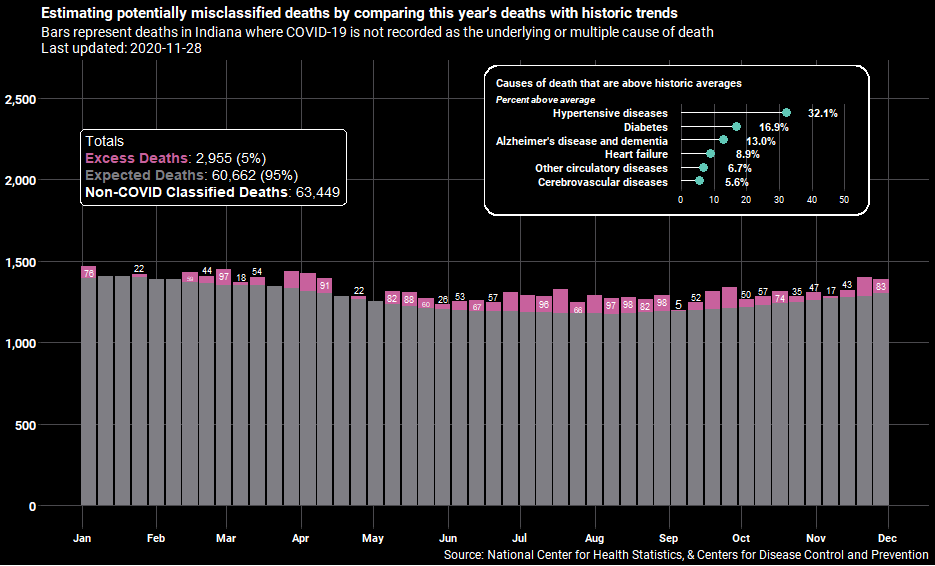 Estimating potentially misclassified deaths by comparing this year's deaths with historic trends
Bars represent deaths in Indiana where COVID-19 is not recorded as the underlying or multiple cause of death
Last updated: 2020-11-28
Causes of death that are above historic averages
Percent above average
Hypertensive diseases 32.1%
Diabetes 16.9%
Alzheimer's disease and dementia 13.0%
Heart failure 8.9%
Other circulatory diseases 6.7%
Cerebrovascular diseases 5.6%
0 10 20 30 40 50
Totals
Excess Deaths: 2,955 (5%)
Expected Deaths: 60,662 (95%)
Non-COVID Classified Deaths: 63,449
2,500
2,000
1,500
1,000
500
0
76 22 44 97 18 54 91 22 82 88 60 26 53 67 57 96 66 97 98 82 98 5 52 50 57 74 35 47 17 43 83
Jan Feb Mar Apr May Jun Jul Aug Sep Oct Nov Dec
Source: National Center for Health Statistics, & Centers for Disease Control and Prevention